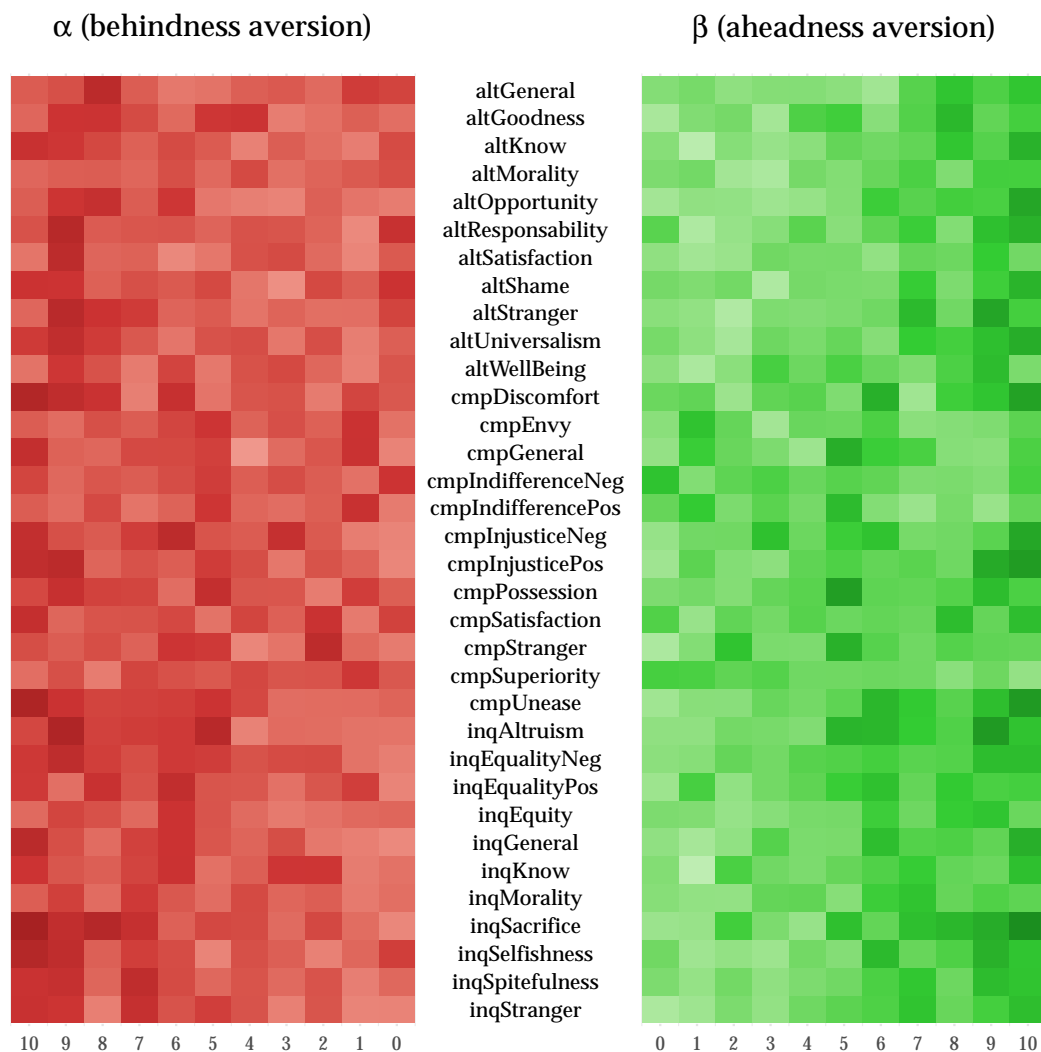 α (behindness aversion)
β (aheadness aversion)
altGeneral
altGoodness
altKnow
altMorality
altOpportunity
altResponsability
altSatisfaction
altShame
altStranger
altUniversalism
altWellBeing
cmpDiscomfort
cmpEnvy
cmpGeneral
cmpIndifferenceNeg
cmpIndifferencePos
cmpInjusticeNeg
cmpInjusticePos
cmpPossession
cmpSatisfaction
cmpStranger
cmpSuperiority
cmpUnease
inqAltruism
inqEqualityNeg
inqEqualityPos
inqEquity
inqGeneral
inqKnow
inqMorality
inqSacrifice
inqSelfishness
inqSpitefulness
inqStranger
10 9 8 7 6 5 4 3 2 1 0
0 1 2 3 4 5 6 7 8 9 10